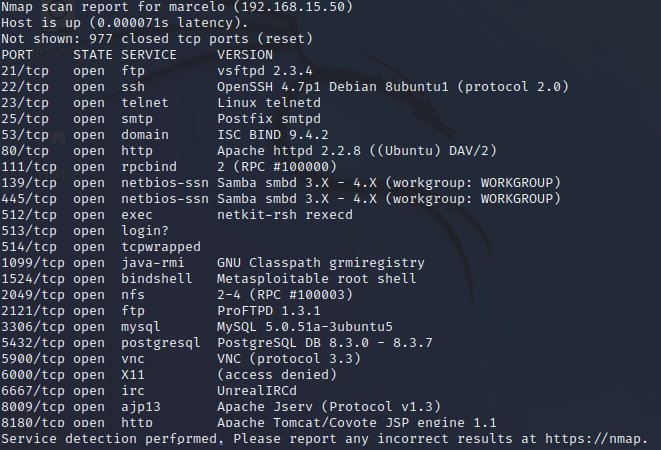 Nmap scan report for marcelo (192.168.15.50)
Host is up (0.000071s latency).
Not shown: 977 closed tcp ports (reset)
PORT     STATE SERVICE     VERSION
21/tcp   open  ftp         vsftpd 2.3.4
22/tcp   open  ssh         OpenSSH 4.7p1 Debian 8ubuntu1 (protocol 2.0)
23/tcp   open  telnet      Linux telnetd
25/tcp   open  smtp        Postfix smtpd
53/tcp   open  domain      ISC BIND 9.4.2
80/tcp   open  http        Apache httpd 2.2.8 ((Ubuntu) DAV/2)
111/tcp  open  rpcbind     2 (RPC #100000)
139/tcp  open  netbios-ssn Samba smbd 3.X - 4.X (workgroup: WORKGROUP)
445/tcp  open  netbios-ssn Samba smbd 3.X - 4.X (workgroup: WORKGROUP)
512/tcp  open  exec        netkit-rsh rexecd
513/tcp  open  login?
514/tcp  open  tcpwrapped
1099/tcp open  java-rmi    GNU Classpath grmiregistry
1524/tcp open  bindshell   Metasploitable root shell
2049/tcp open  nfs         2-4 (RPC #100003)
2121/tcp open  ftp         ProFTPD 1.3.1
3306/tcp open  mysql       MySQL 5.0.51a-3ubuntu5
5432/tcp open  postgresql  PostgreSQL DB 8.3.0 - 8.3.7
5900/tcp open  vnc         VNC (protocol 3.3)
6000/tcp open  X11         (access denied)
6667/tcp open  irc         UnrealIRCd
8009/tcp open  ajp13       Apache Jserv (Protocol v1.3)
8180/tcp open  http        Apache Tomcat/Coyote JSP engine 1.1
Service detection performed. Please report any incorrect results at https://nmap.